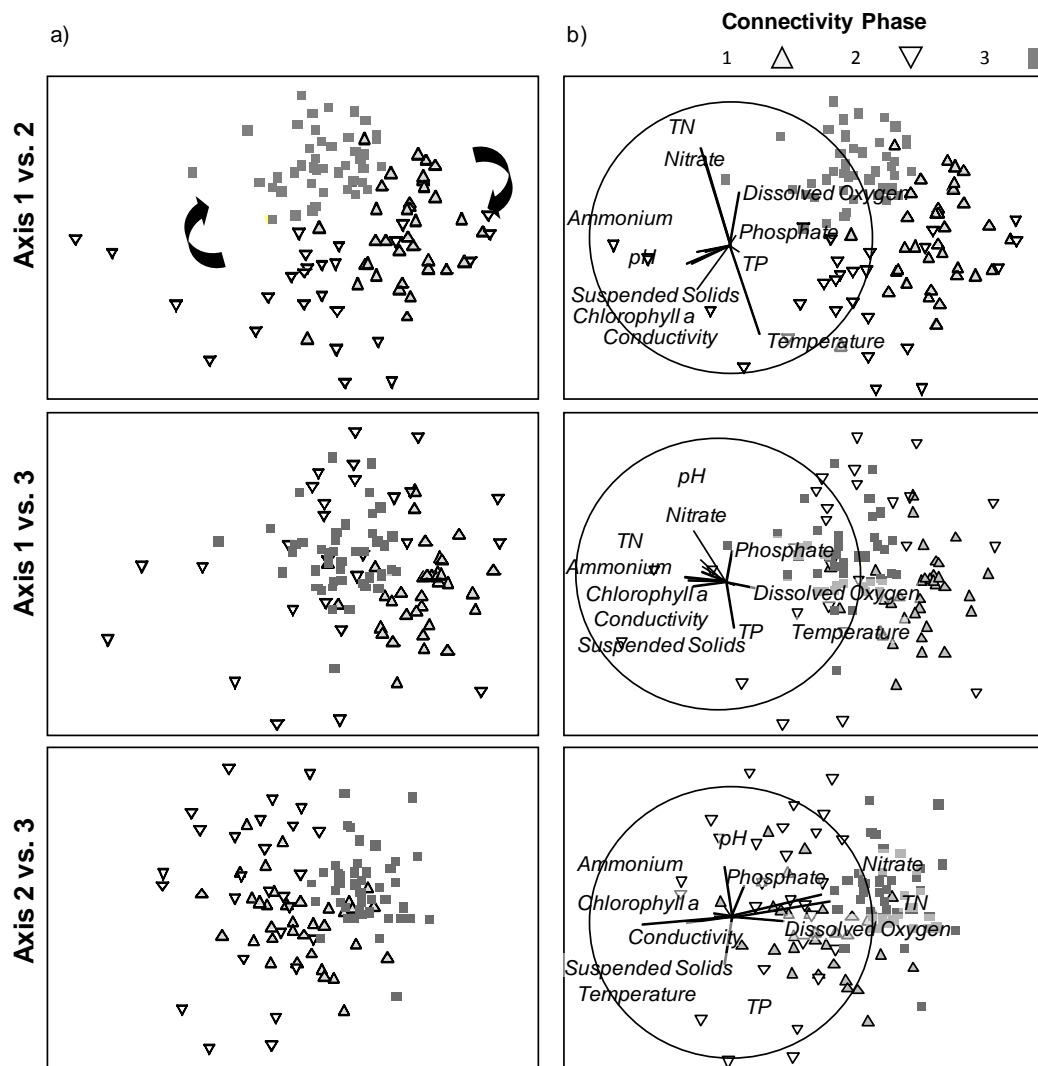 a)
b)
Connectivity Phase
1 2 3
Axis 1 vs. 2
TN
Nitrate
Dissolved Oxygen
Ammonium
Phosphate
pH
TP
Suspended Solids
Chlorophyll a
Conductivity
Temperature
Axis 1 vs. 3
pH
Nitrate
TN
Phosphate
Ammonium
Chlorophyll a
Dissolved Oxygen
Conductivity
TP
Temperature
Suspended Solids
Axis 2 vs. 3
pH
Ammonium
Nitrate
Phosphate
Chlorophyll a
TN
Conductivity
Dissolved Oxygen
Suspended Solids
Temperature
TP